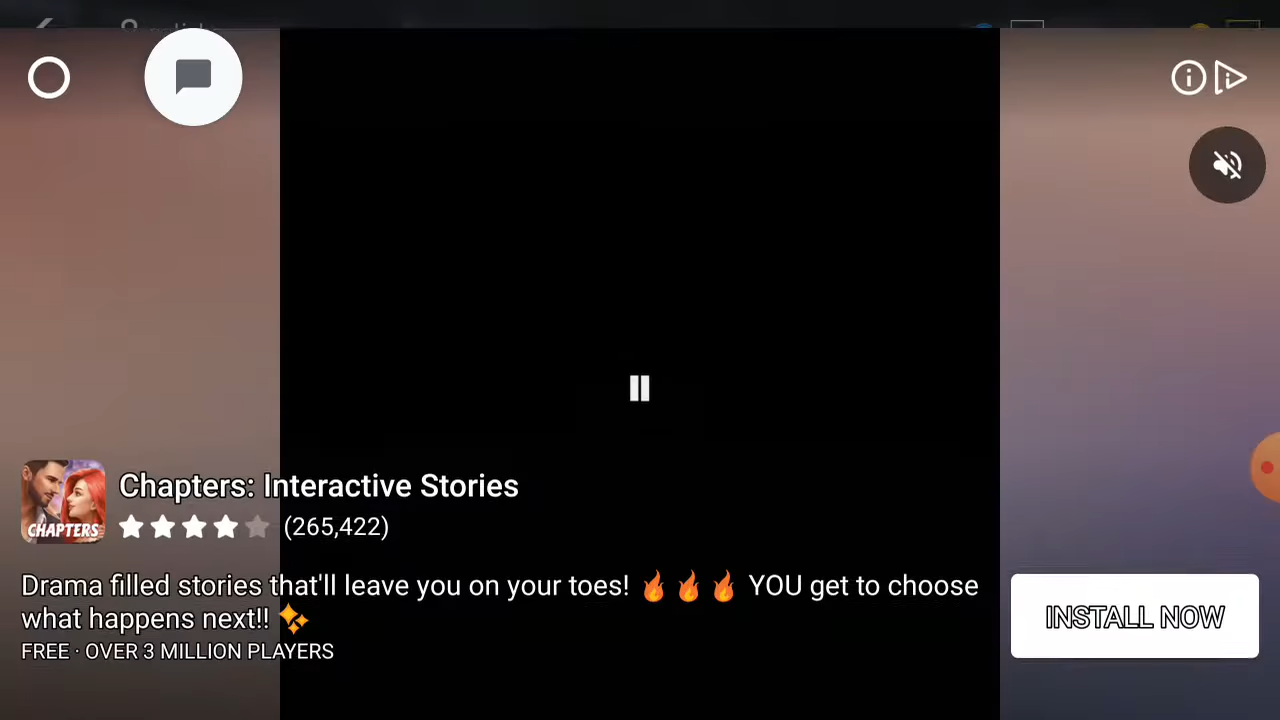 Chapters: Interactive Stories
CHAPTERS
(265,422)
Drama filled stories that'll leave you on your toes! 🔥🔥🔥 YOU get to choose
what happens next!! ✨
FREE · OVER 3 MILLION PLAYERS
INSTALL NOW